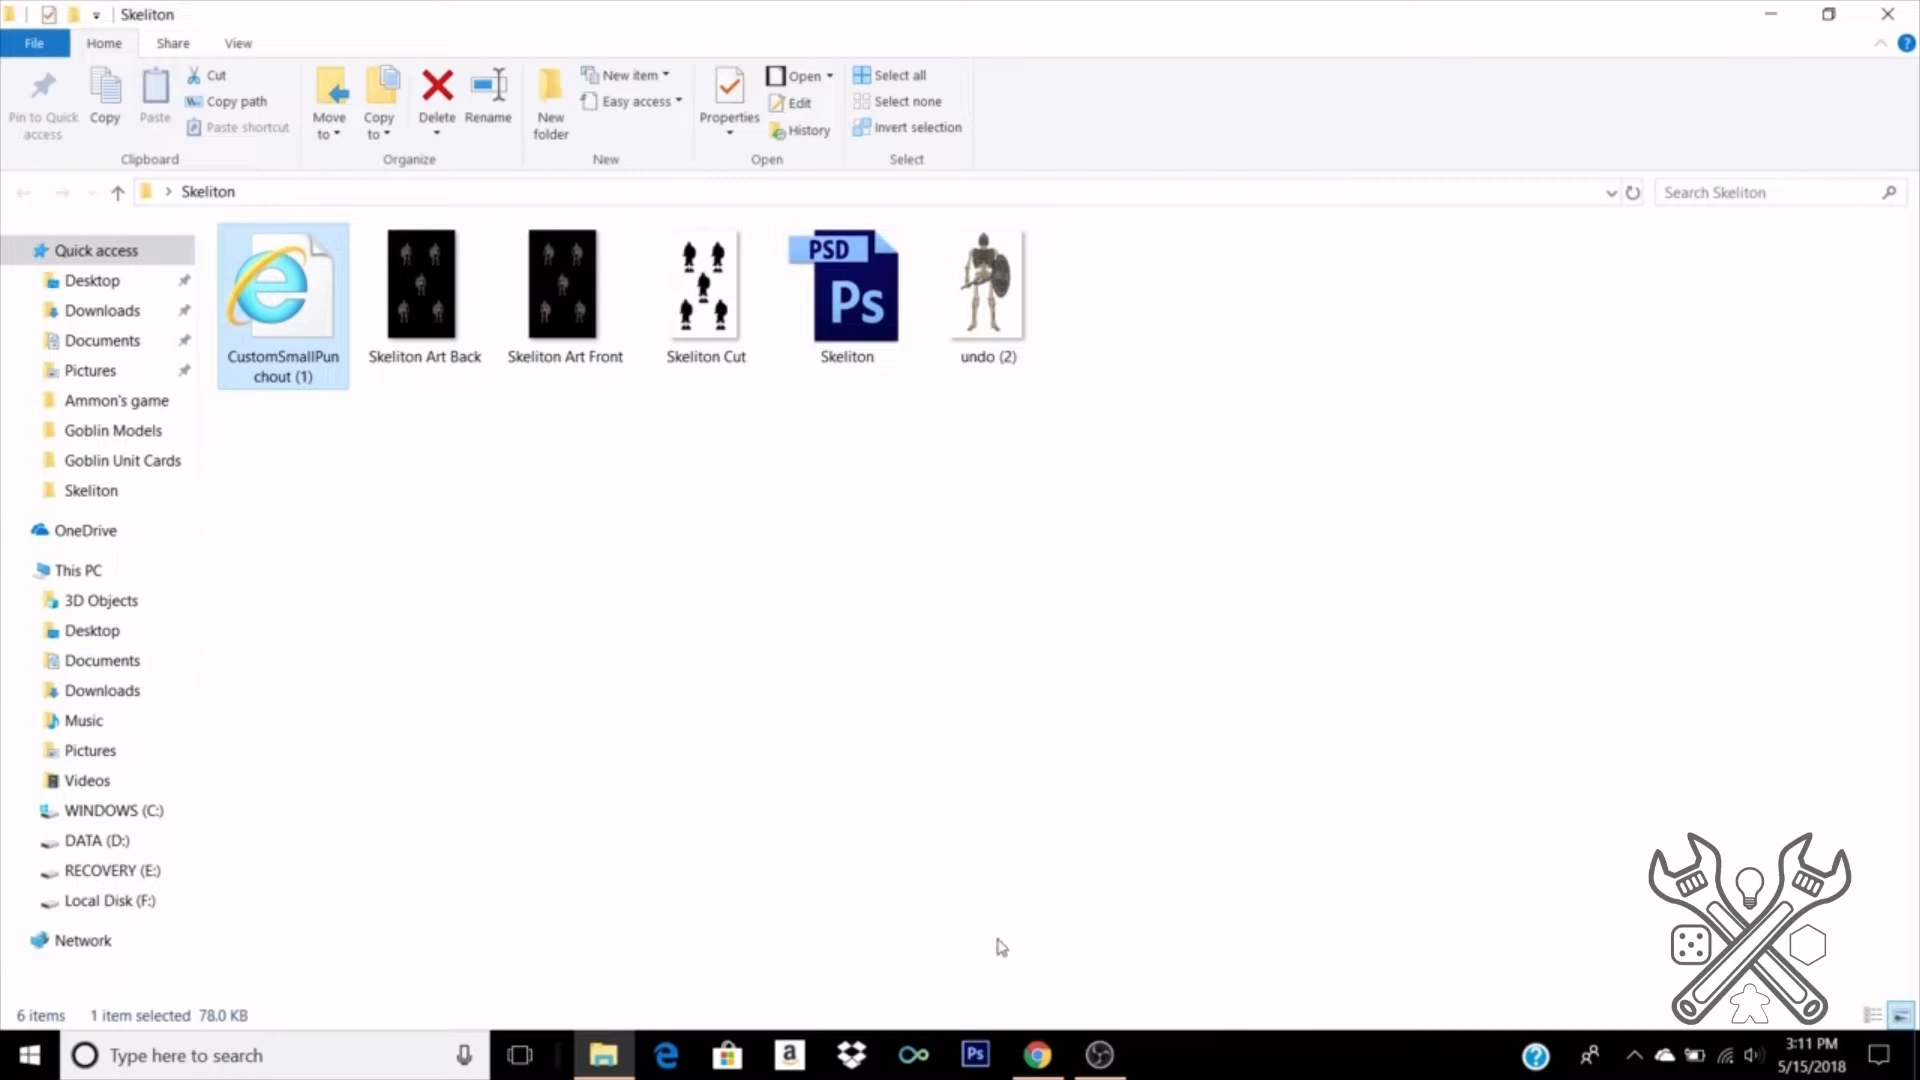 Skeliton
File
Home
Share
View
Pin to Quick
access
Copy
Paste
Cut
Copy path
Paste shortcut
Clipboard
Move
to
Copy
to
Delete
Rename
Organize
New
folder
New item
Easy access
New
Properties
Open
Edit
History
Open
Select all
Select none
Invert selection
Select
Skeliton
Search Skeliton
Quick access
Desktop
Downloads
Documents
Pictures
Ammon's game
Goblin Models
Goblin Unit Cards
Skeliton
OneDrive
This PC
3D Objects
Desktop
Documents
Downloads
Music
Pictures
Videos
WINDOWS (C:)
DATA (D:)
RECOVERY (E:)
Local Disk (F:)
Network
CustomSmallPun
chout (1)
Skeliton Art Back
Skeliton Art Front
Skeliton Cut
PSD
Ps
Skeliton
undo (2)
6 items
1 item selected 78.0 KB
Type here to search
a
Ps
3:11 PM
5/15/2018